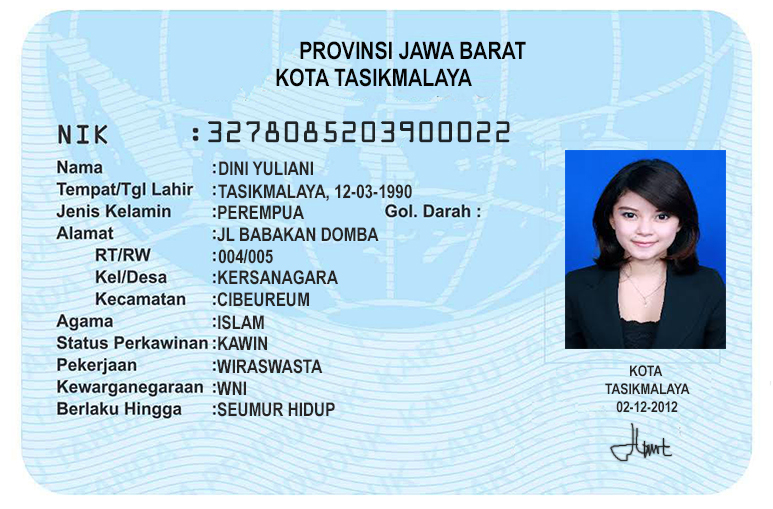 PROVINSI JAWA BARAT
KOTA TASIKMALAYA
NIK :3278085203900022
Nama :DINI YULIANI
Tempat/Tgl Lahir :TASIKMALAYA, 12-03-1990
Jenis Kelamin :PEREMPUA Gol. Darah :
Alamat :JL BABAKAN DOMBA
RT/RW :004/005
Kel/Desa :KERSANAGARA
Kecamatan :CIBEUREUM
Agama :ISLAM
Status Perkawinan :KAWIN
Pekerjaan :WIRASWASTA
Kewarganegaraan :WNI
Berlaku Hingga :SEUMUR HIDUP
KOTA
TASIKMALAYA
02-12-2012